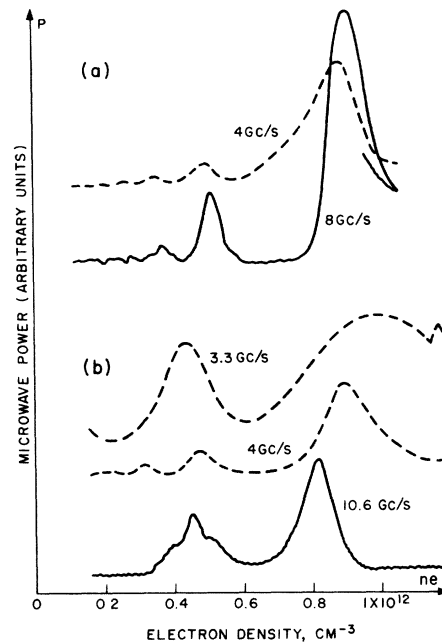 P
(a)
4GC/S
8GC/S
MICROWAVE POWER (ARBITRARY UNITS)
(b)
3.3 GC/S
4GC/S
10.6 GC/S
ne
0 0.2 0.4 0.6 0.8 1X10¹²
ELECTRON DENSITY, CM⁻³